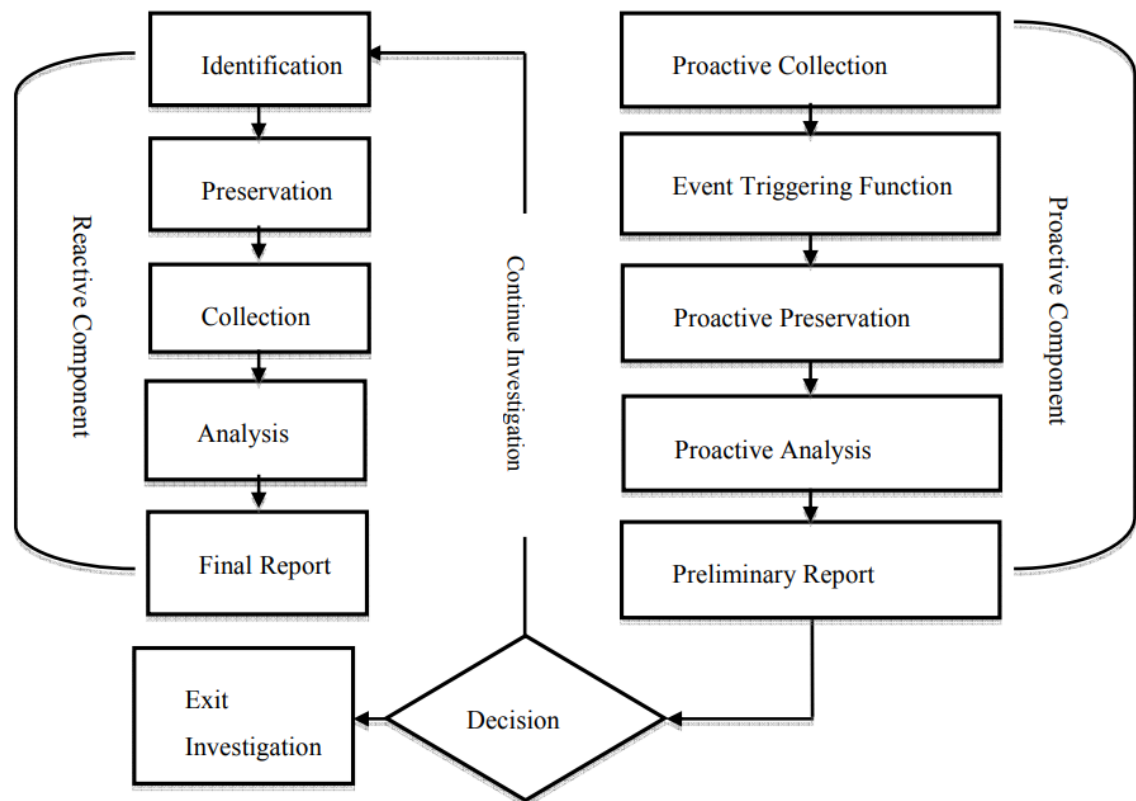 Identification
Preservation
Collection
Analysis
Final Report
Reactive Component
Exit
Investigation
Continue Investigation
Decision
Proactive Collection
Event Triggering Function
Proactive Preservation
Proactive Analysis
Preliminary Report
Proactive Component